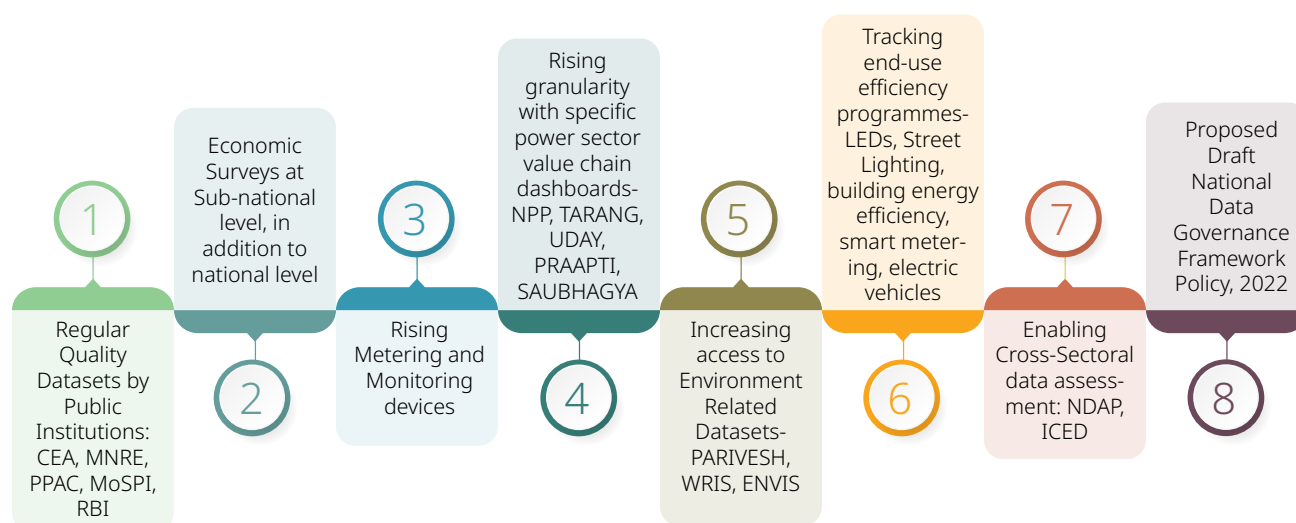 1
Regular
Quality
Datasets by
Public
Institutions:
CEA, MNRE,
PPAC, MoSPI,
RBI
Economic
Surveys at
Sub-national
level, in
addition to
national level
2
3
Rising
Metering and
Monitoring
devices
Rising
granularity
with specific
power sector
value chain
dashboards-
NPP, TARANG,
UDAY,
PRAAPTI,
SAUBHAGYA
4
5
Increasing
access to
Environment
Related
Datasets-
PARIVESH,
WRIS, ENVIS
Tracking
end-use
efficiency
programmes-
LEDs, Street
Lighting,
building energy
efficiency,
smart meter-
ing, electric
vehicles
6
7
Enabling
Cross-Sectoral
data assess-
ment: NDAP,
ICED
Proposed
Draft
National
Data
Governance
Framework
Policy, 2022
8